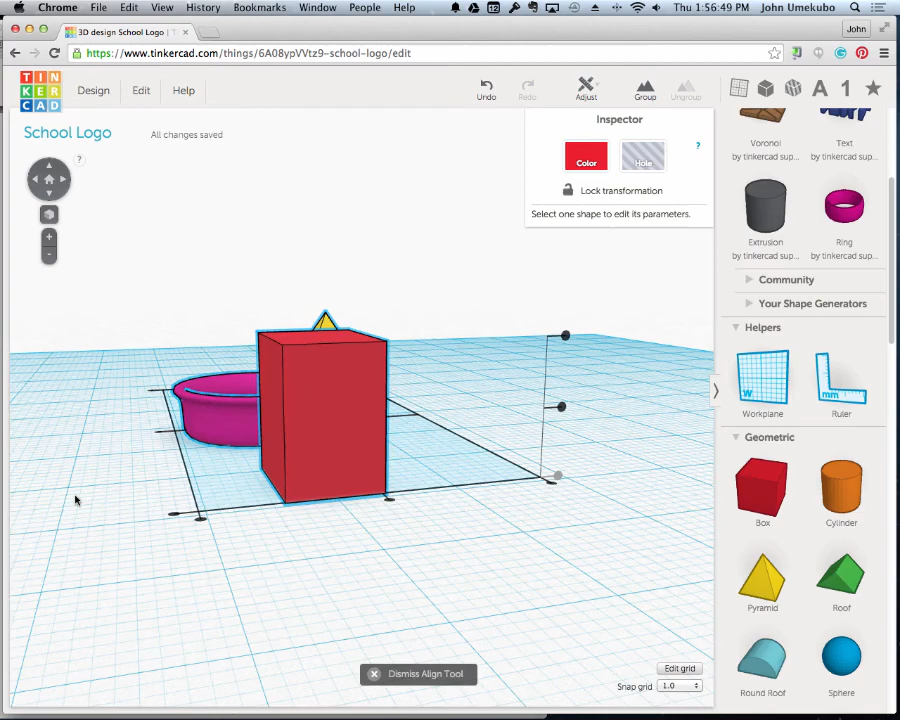 Chrome File Edit View History Bookmarks Window People Help 12 Thu 1:56:49 PM John Umekubo
3D design School Logo | T John
https://www.tinkercad.com/things/6A08ypVVtz9-school-logo/edit
TIN
KER
CAD
Design Edit Help Undo Redo Adjust Group Ungroup A 1
School Logo All changes saved
?
Inspector
Color Hole ?
Lock transformation
Select one shape to edit its parameters.
+
-
Voronoi Text
by tinkercad sup... by tinkercad sup...
Extrusion Ring
by tinkercad sup... by tinkercad sup...
Community
Your Shape Generators
Helpers
W mm
Workplane Ruler
Geometric
Box Cylinder
Pyramid Roof
Round Roof Sphere
Dismiss Align Tool
Edit grid
Snap grid 1.0